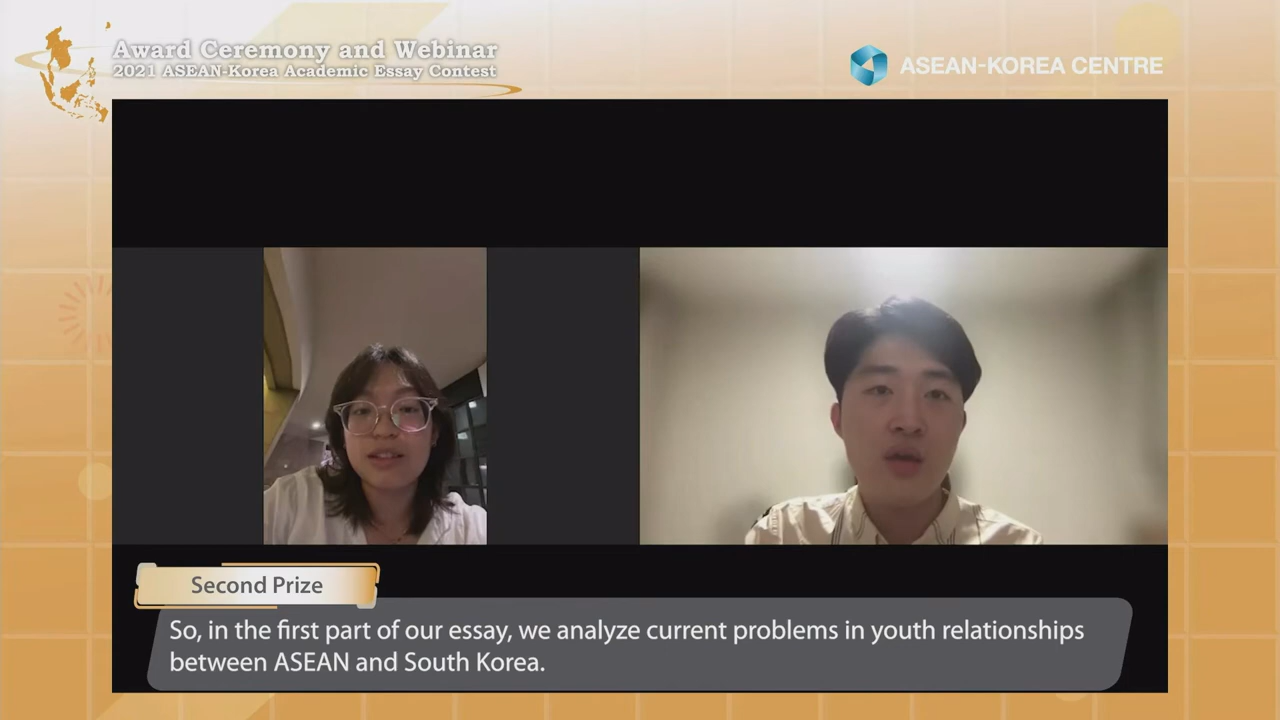 Award Ceremony and Webinar
2021 ASEAN-Korea Academic Essay Contest
ASEAN-KOREA CENTRE
Second Prize
So, in the first part of our essay, we analyze current problems in youth relationships
between ASEAN and South Korea.